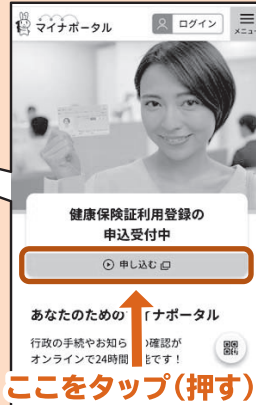 マイナポータル
ログイン
メニュー
健康保険証利用登録の
申込受付中
申し込む
あなたのための イナポータル
行政の手続やお知ら の確認が
オンラインで24時間 能です!
ここをタップ(押す)